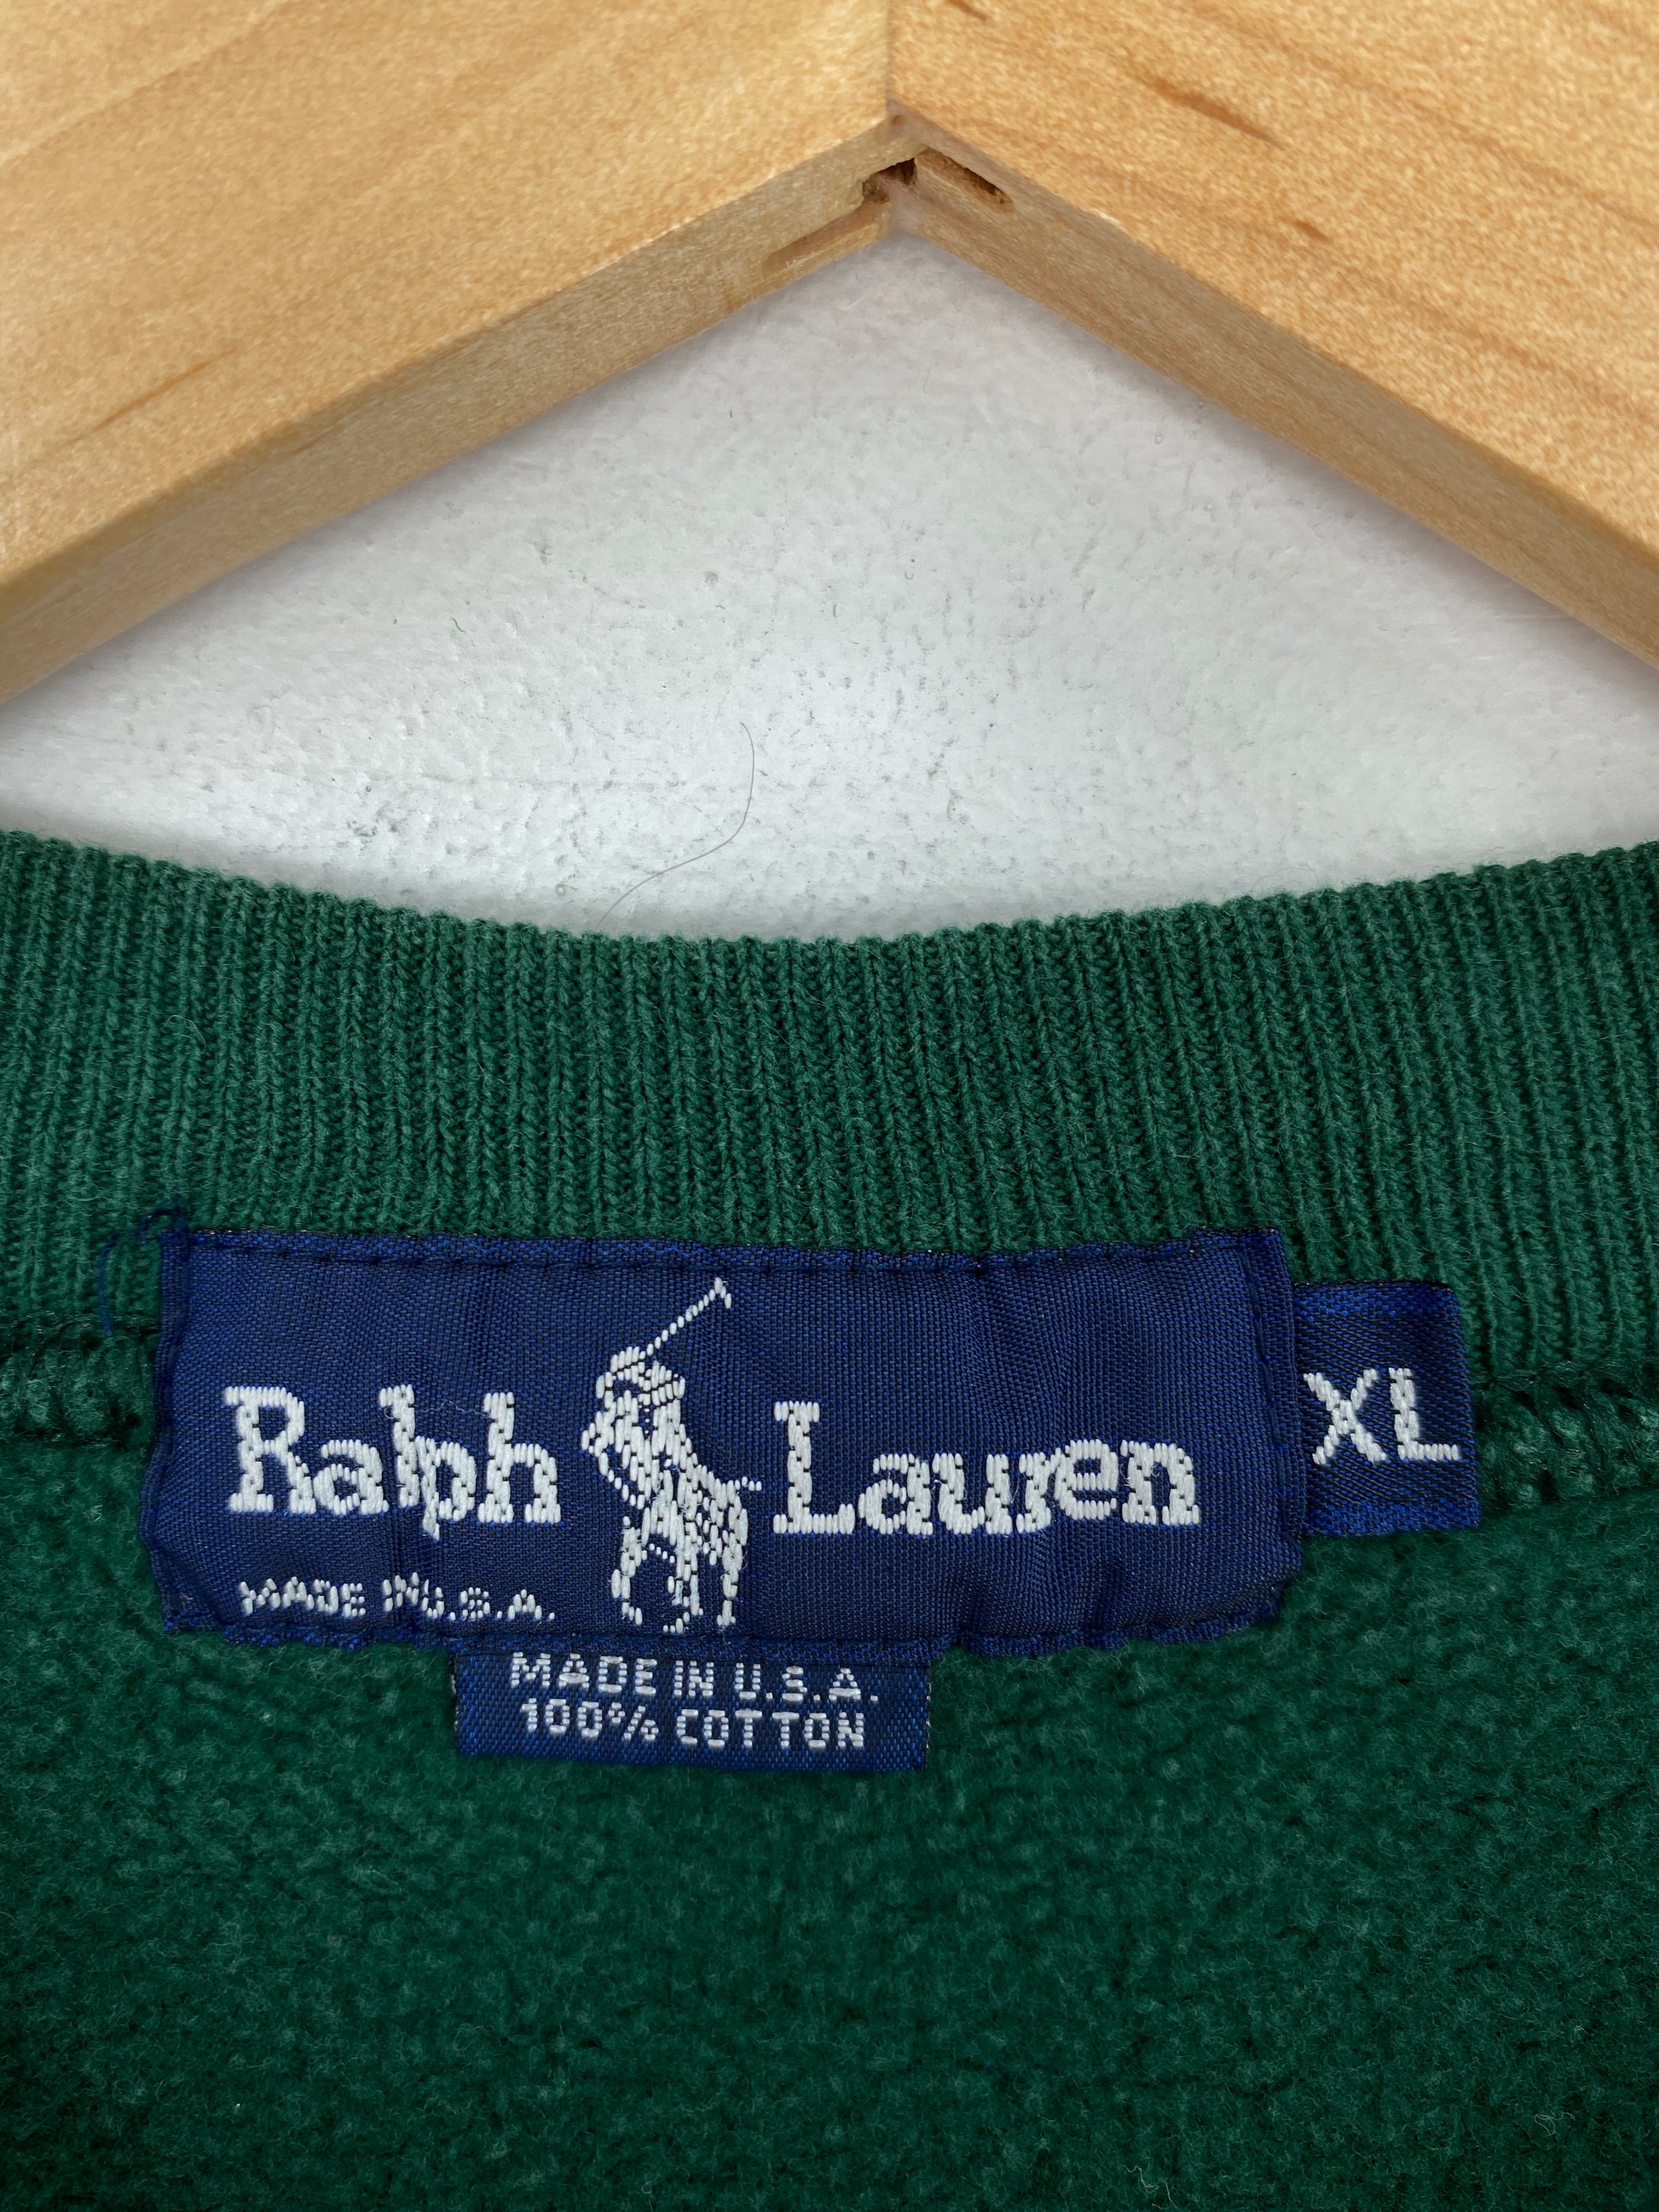 Ralph Lauren
XL
MADE IN U.S.A.
MADE IN U.S.A.
100% COTTON